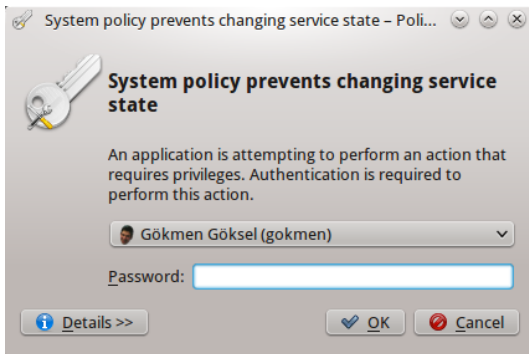 System policy prevents changing service state – Poli...
System policy prevents changing service
state
An application is attempting to perform an action that
requires privileges. Authentication is required to
perform this action.
Gökmen Göksel (gokmen)
Password:
Details >>
OK
Cancel